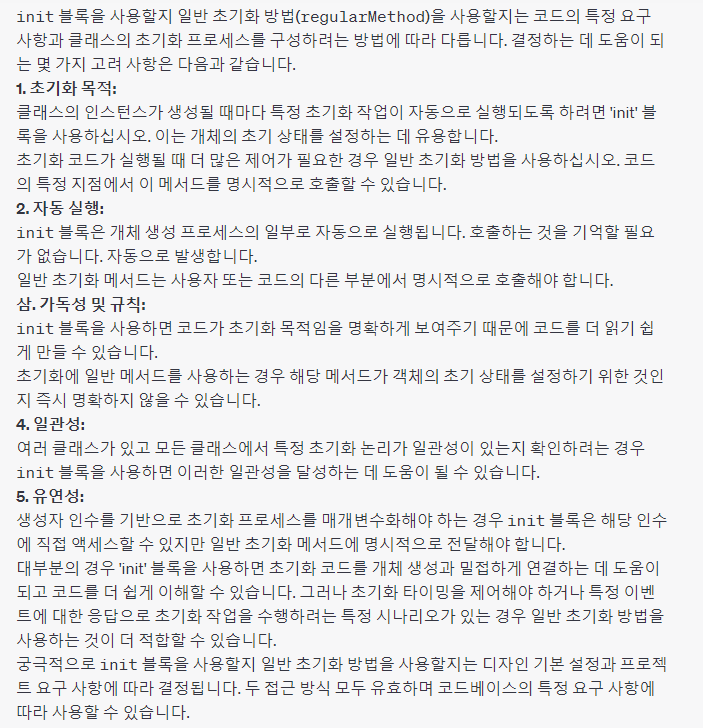 init 블록을 사용할지 일반 초기화 방법(regularMethod)을 사용할지는 코드의 특정 요구
사항과 클래스의 초기화 프로세스를 구성하려는 방법에 따라 다릅니다. 결정하는 데 도움이 되
는 몇 가지 고려 사항은 다음과 같습니다.
1. 초기화 목적:
클래스의 인스턴스가 생성될 때마다 특정 초기화 작업이 자동으로 실행되도록 하려면 'init' 블
록을 사용하십시오. 이는 개체의 초기 상태를 설정하는 데 유용합니다.
초기화 코드가 실행될 때 더 많은 제어가 필요한 경우 일반 초기화 방법을 사용하십시오. 코드
의 특정 지점에서 이 메서드를 명시적으로 호출할 수 있습니다.
2. 자동 실행:
init 블록은 개체 생성 프로세스의 일부로 자동으로 실행됩니다. 호출하는 것을 기억할 필요
가 없습니다. 자동으로 발생합니다.
일반 초기화 메서드는 사용자 또는 코드의 다른 부분에서 명시적으로 호출해야 합니다.
삼. 가독성 및 규칙:
init 블록을 사용하면 코드가 초기화 목적임을 명확하게 보여주기 때문에 코드를 더 읽기 쉽
게 만들 수 있습니다.
초기화에 일반 메서드를 사용하는 경우 해당 메서드가 객체의 초기 상태를 설정하기 위한 것인
지 즉시 명확하지 않을 수 있습니다.
4. 일관성:
여러 클래스가 있고 모든 클래스에서 특정 초기화 논리가 일관성이 있는지 확인하려는 경우
init 블록을 사용하면 이러한 일관성을 달성하는 데 도움이 될 수 있습니다.
5. 유연성:
생성자 인수를 기반으로 초기화 프로세스를 매개변수화해야 하는 경우 init 블록은 해당 인수
에 직접 액세스할 수 있지만 일반 초기화 메서드에 명시적으로 전달해야 합니다.
대부분의 경우 'init' 블록을 사용하면 초기화 코드를 개체 생성과 밀접하게 연결하는 데 도움이
되고 코드를 더 쉽게 이해할 수 있습니다. 그러나 초기화 타이밍을 제어해야 하거나 특정 이벤
트에 대한 응답으로 초기화 작업을 수행하려는 특정 시나리오가 있는 경우 일반 초기화 방법을
사용하는 것이 더 적합할 수 있습니다.
궁극적으로 init 블록을 사용할지 일반 초기화 방법을 사용할지는 디자인 기본 설정과 프로젝
트 요구 사항에 따라 결정됩니다. 두 접근 방식 모두 유효하며 코드베이스의 특정 요구 사항에
따라 사용할 수 있습니다.